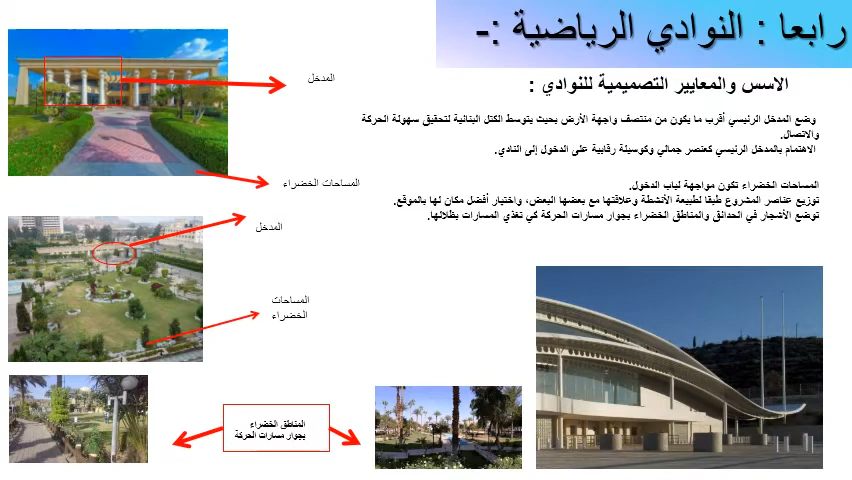 رابعا : النوادي الرياضية :-
الاسس والمعايير التصميمية للنوادي :
وضع المدخل الرئيسي أقرب ما يكون من منتصف واجهة الأرض بحيث يتوسط الكتل البنائية لتحقيق سهولة الحركة
والاتصال.
الاهتمام بالمدخل الرئيسي كعنصر جمالي وكوسيلة رقابية على الدخول إلى النادي.
المساحات الخضراء تكون مواجهة لباب الدخول.
توزيع عناصر المشروع طبقا لطبيعة الأنشطة وعلاقتها مع بعضها البعض، واختيار أفضل مكان لها بالموقع.
توضع الأشجار في الحدائق والمناطق الخضراء بجوار مسارات الحركة كي تغذي المسارات بظلالها.
المدخل
المساحات الخضراء
المدخل
المساحات
الخضراء
المناطق الخضراء
بجوار مسارات الحركة